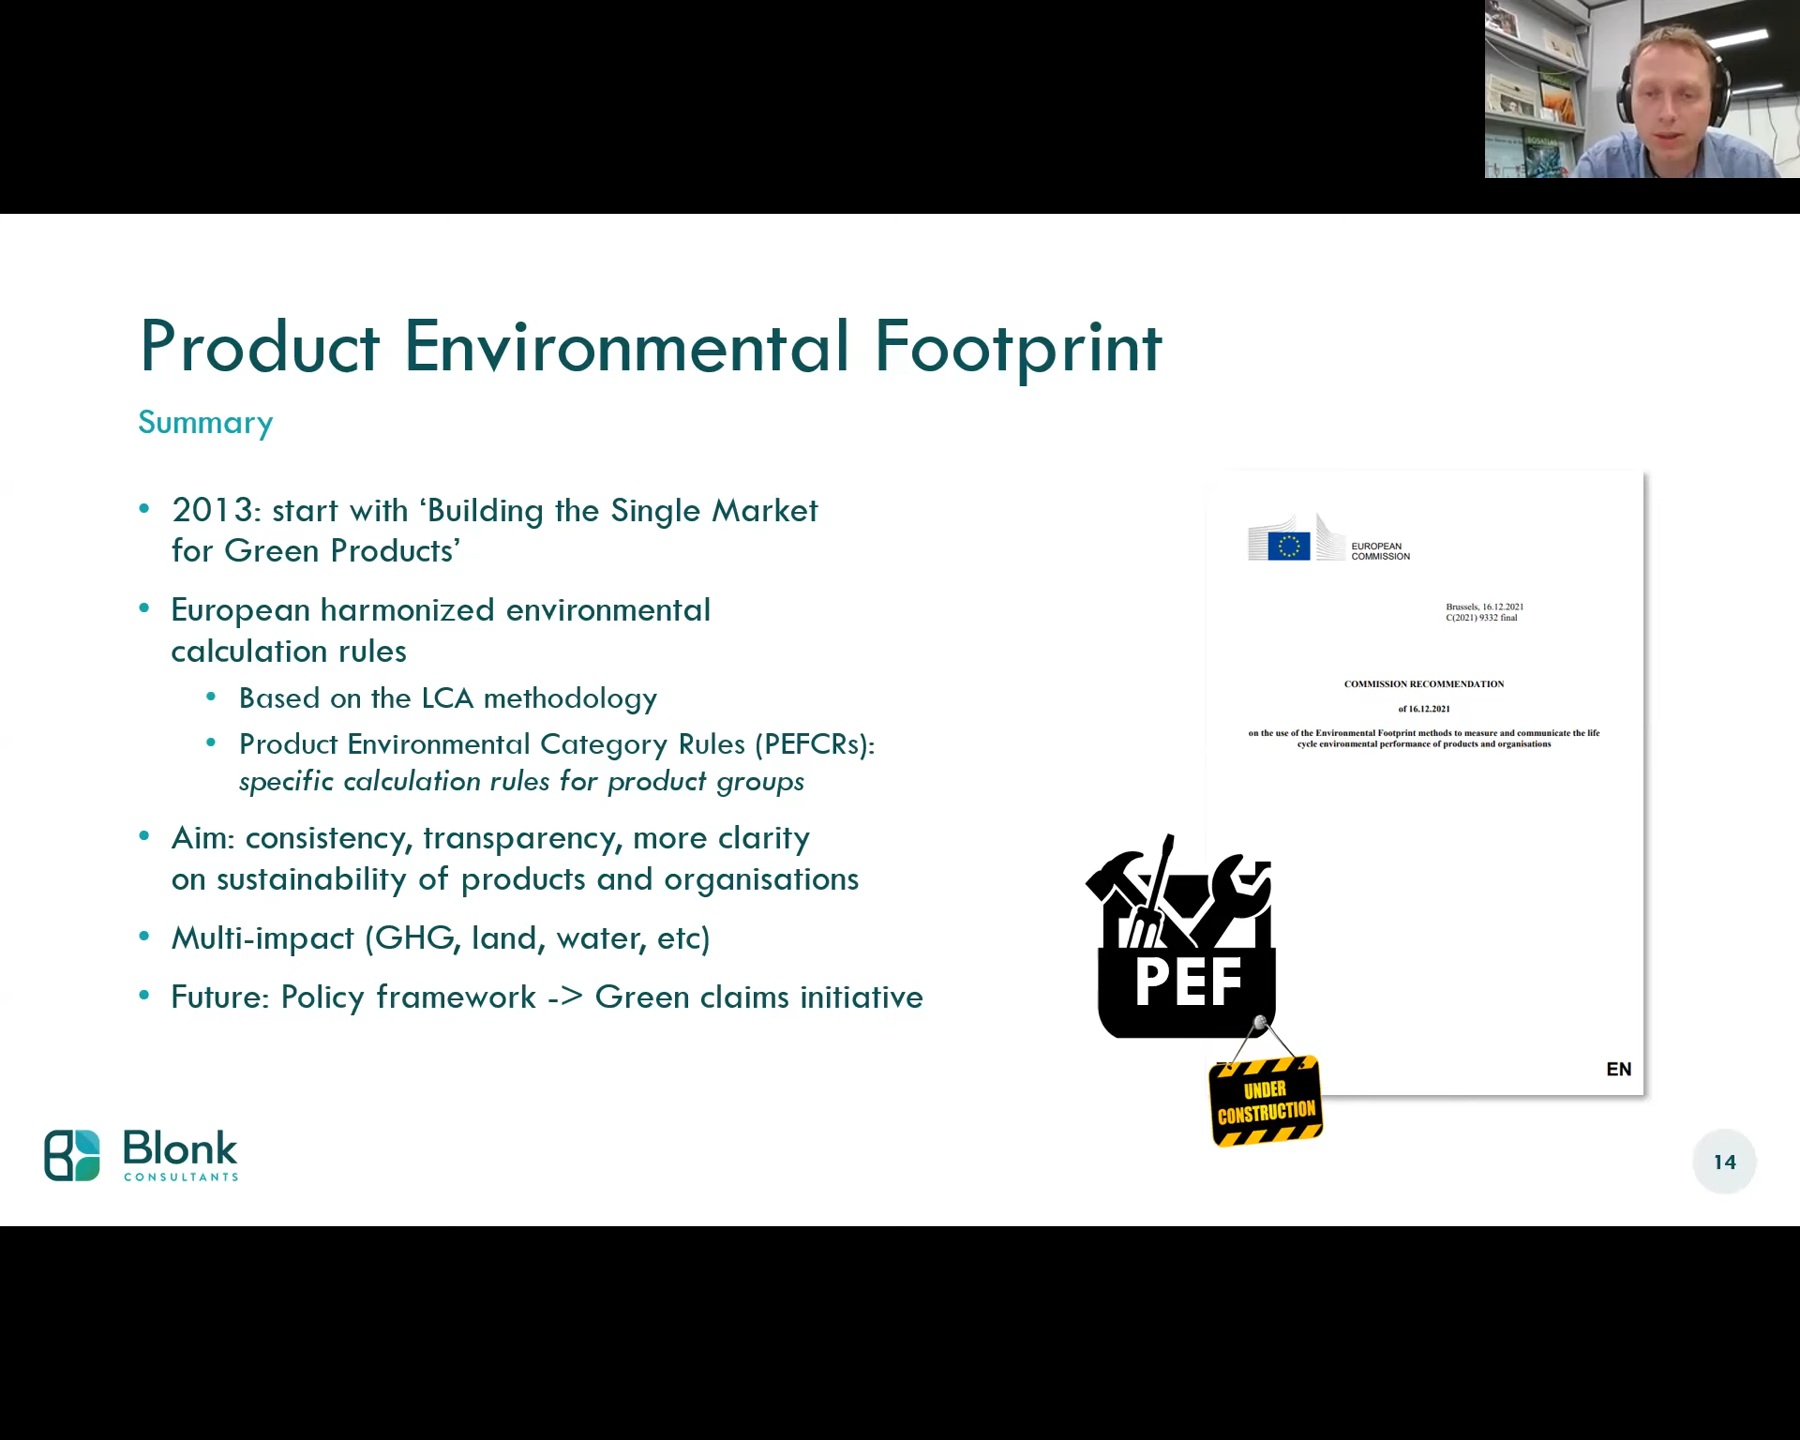 Product Environmental Footprint
Summary
• 2013: start with ‘Building the Single Market
for Green Products’
• European harmonized environmental
calculation rules
• Based on the LCA methodology
• Product Environmental Category Rules (PEFCRs):
specific calculation rules for product groups
• Aim: consistency, transparency, more clarity
on sustainability of products and organisations
• Multi-impact (GHG, land, water, etc)
• Future: Policy framework -> Green claims initiative
EUROPEAN
COMMISSION
Brussels, 16.12.2021
C(2021) 9332 final
COMMISSION RECOMMENDATION
of 16.12.2021
on the use of the Environmental Footprint methods to measure and communicate the life
cycle environmental performance of products and organisations
PEF
UNDER
CONSTRUCTION
EN
Blonk
CONSULTANTS
14